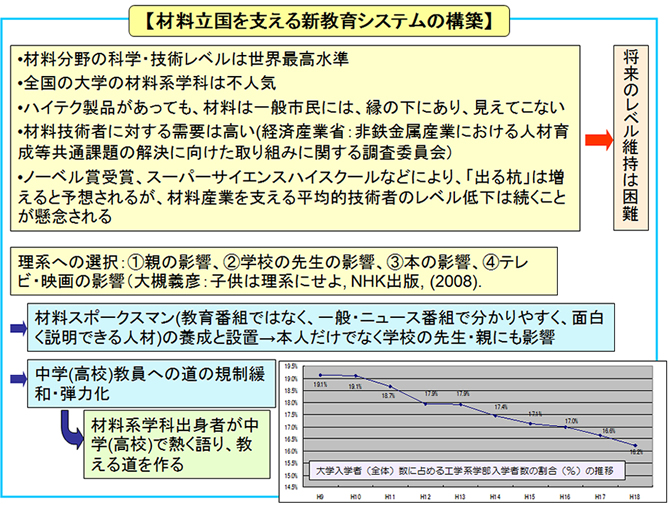 【材料立国を支える新教育システムの構築】
•材料分野の科学・技術レベルは世界最高水準
•全国の大学の材料系学科は不人気
•ハイテク製品があっても、材料は一般市民には、縁の下にあり、見えてこない
•材料技術者に対する需要は高い(経済産業省：非鉄金属産業における人材育
成等共通課題の解決に向けた取り組みに関する調査委員会)
•ノーベル賞受賞、スーパーサイエンスハイスクールなどにより、「出る杭」は増
えると予想されるが、材料産業を支える平均的技術者のレベル低下は続くこと
が懸念される
将来のレベル維持は困難
理系への選択：①親の影響、②学校の先生の影響、③本の影響、④テレ
ビ・映画の影響(大槻義彦：子供は理系にせよ, NHK出版, (2008).
材料スポークスマン(教育番組ではなく、一般・ニュース番組で分かりやすく、面白
く説明できる人材)の養成と設置→本人だけでなく学校の先生・親にも影響
中学(高校)教員への道の規制緩
和・弾力化
材料系学科出身者が中
学(高校)で熱く語り、教
える道を作る
19.5%
19.0%
18.5%
18.0%
17.5%
17.0%
16.5%
16.0%
15.5%
15.0%
14.5%
19.1%
19.1%
18.7%
17.9%
17.9%
17.4%
17.1%
17.0%
16.6%
16.2%
大学入学者（全体）数に占める工学系学部入学者数の割合（％）の推移
H9 H10 H11 H12 H13 H14 H15 H16 H17 H18